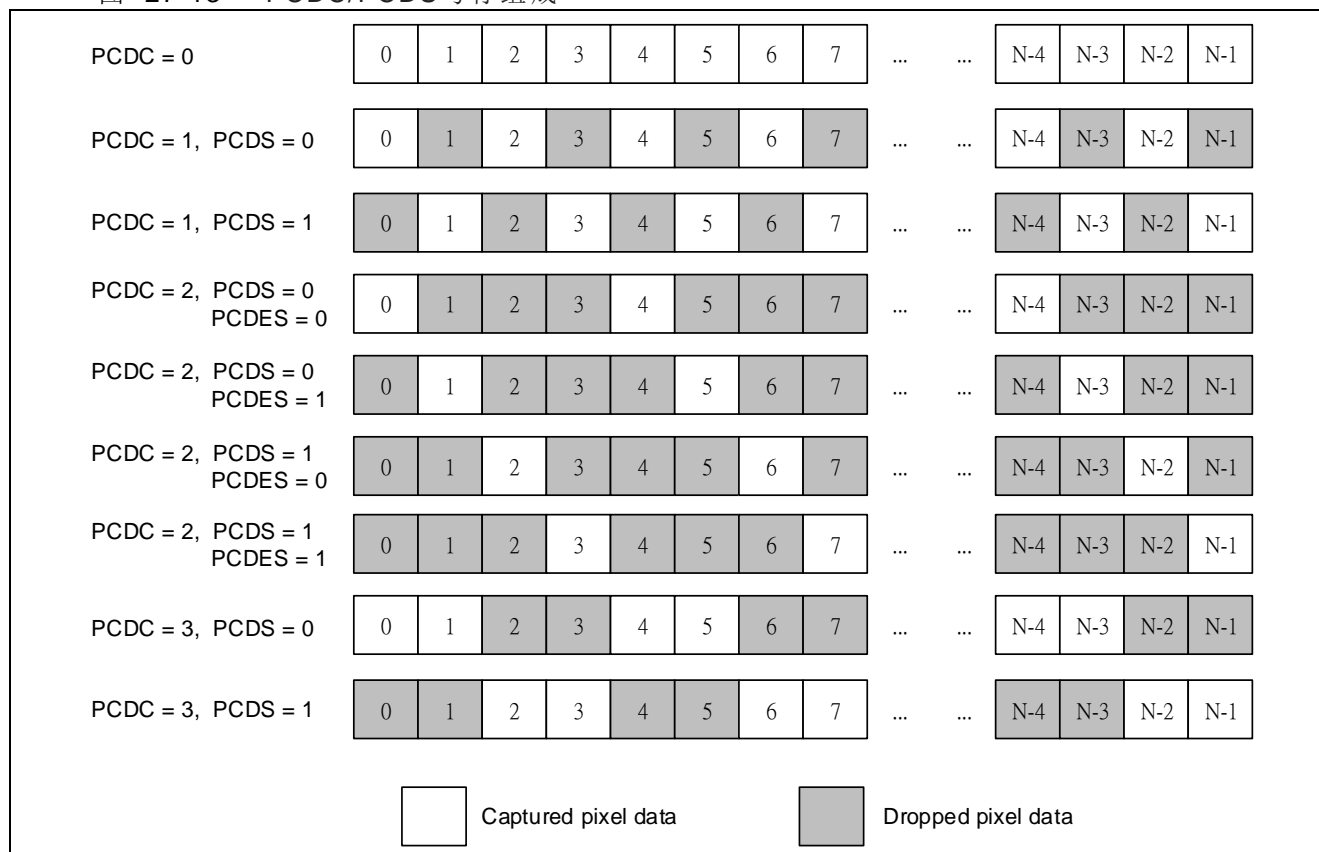 PCDC = 0 0 1 2 3 4 5 6 7 ... ... N-4 N-3 N-2 N-1
PCDC = 1, PCDS = 0 0 1 2 3 4 5 6 7 ... ... N-4 N-3 N-2 N-1
PCDC = 1, PCDS = 1 0 1 2 3 4 5 6 7 ... ... N-4 N-3 N-2 N-1
PCDC = 2, PCDS = 0
PCDES = 0 0 1 2 3 4 5 6 7 ... ... N-4 N-3 N-2 N-1
PCDC = 2, PCDS = 0
PCDES = 1 0 1 2 3 4 5 6 7 ... ... N-4 N-3 N-2 N-1
PCDC = 2, PCDS = 1
PCDES = 0 0 1 2 3 4 5 6 7 ... ... N-4 N-3 N-2 N-1
PCDC = 2, PCDS = 1
PCDES = 1 0 1 2 3 4 5 6 7 ... ... N-4 N-3 N-2 N-1
PCDC = 3, PCDS = 0 0 1 2 3 4 5 6 7 ... ... N-4 N-3 N-2 N-1
PCDC = 3, PCDS = 1 0 1 2 3 4 5 6 7 ... ... N-4 N-3 N-2 N-1
Captured pixel data Dropped pixel data